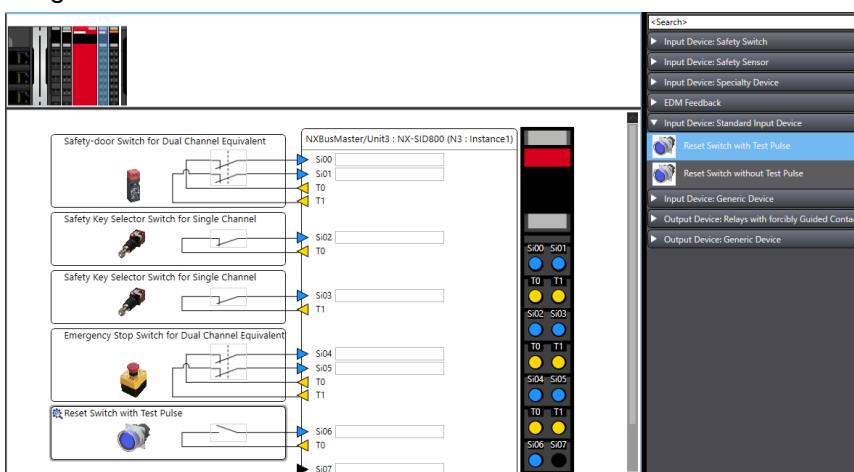 <Search>
Input Device: Safety Switch
Input Device: Safety Sensor
Input Device: Specialty Device
EDM Feedback
Input Device: Standard Input Device
Reset Switch with Test Pulse
Reset Switch without Test Pulse
Input Device: Generic Device
Output Device: Relays with forcibly Guided Conta
Output Device: Generic Device
NXBusMaster/Unit3 : NX-SID800 (N3 : Instance1)
Safety-door Switch for Dual Channel Equivalent
Si00
Si01
T0
T1
Safety Key Selector Switch for Single Channel
Si02
T0
Safety Key Selector Switch for Single Channel
Si03
T1
Emergency Stop Switch for Dual Channel Equivalent
Si04
Si05
T0
T1
Reset Switch with Test Pulse
Si06
T0
Si07
Si00 Si01
T0 T1
Si02 Si03
T0 T1
Si04 Si05
T0 T1
Si06 Si07